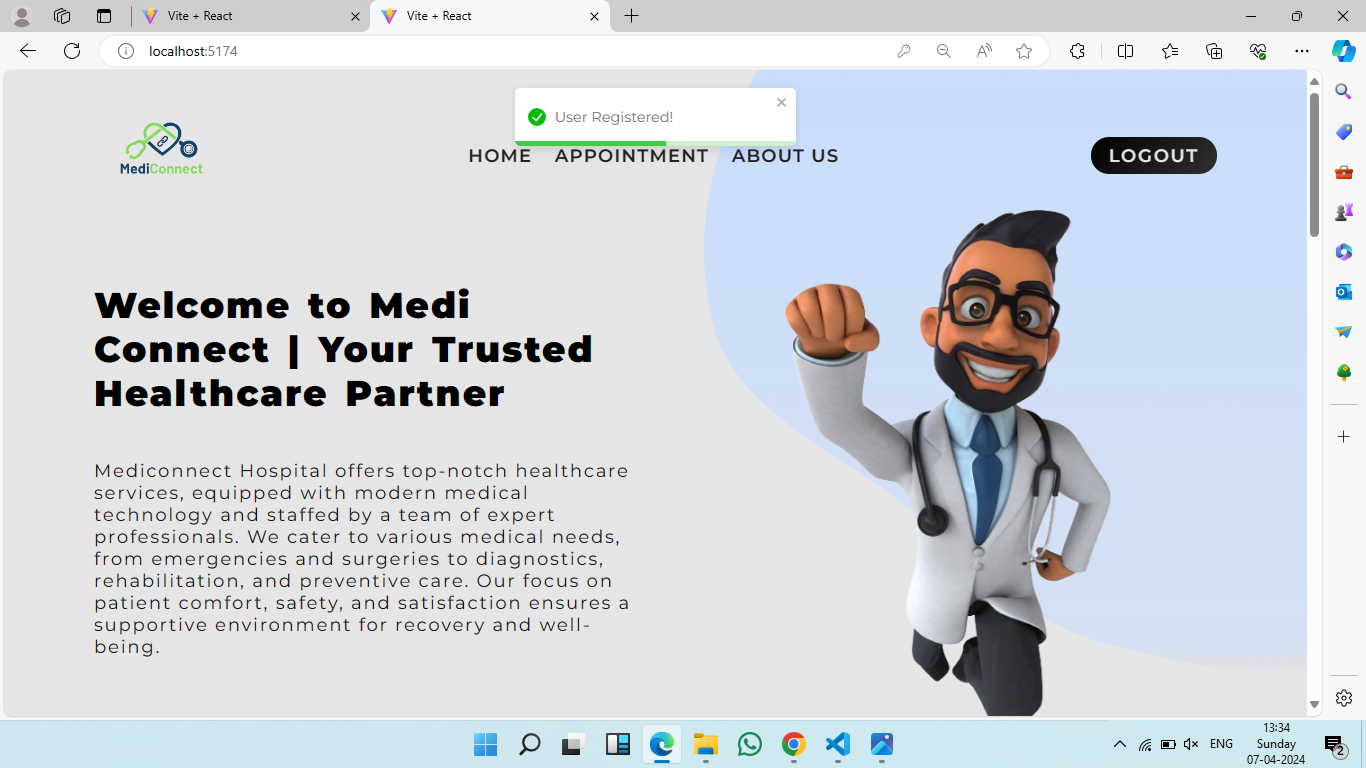 Vite + React
Vite + React
localhost:5174
User Registered!
MediConnect
HOME APPOINTMENT ABOUT US
LOGOUT
Welcome to Medi
Connect | Your Trusted
Healthcare Partner
Mediconnect Hospital offers top-notch healthcare
services, equipped with modern medical
technology and staffed by a team of expert
professionals. We cater to various medical needs,
from emergencies and surgeries to diagnostics,
rehabilitation, and preventive care. Our focus on
patient comfort, safety, and satisfaction ensures a
supportive environment for recovery and well-
being.
ENG
13:34
Sunday
07-04-2024
2